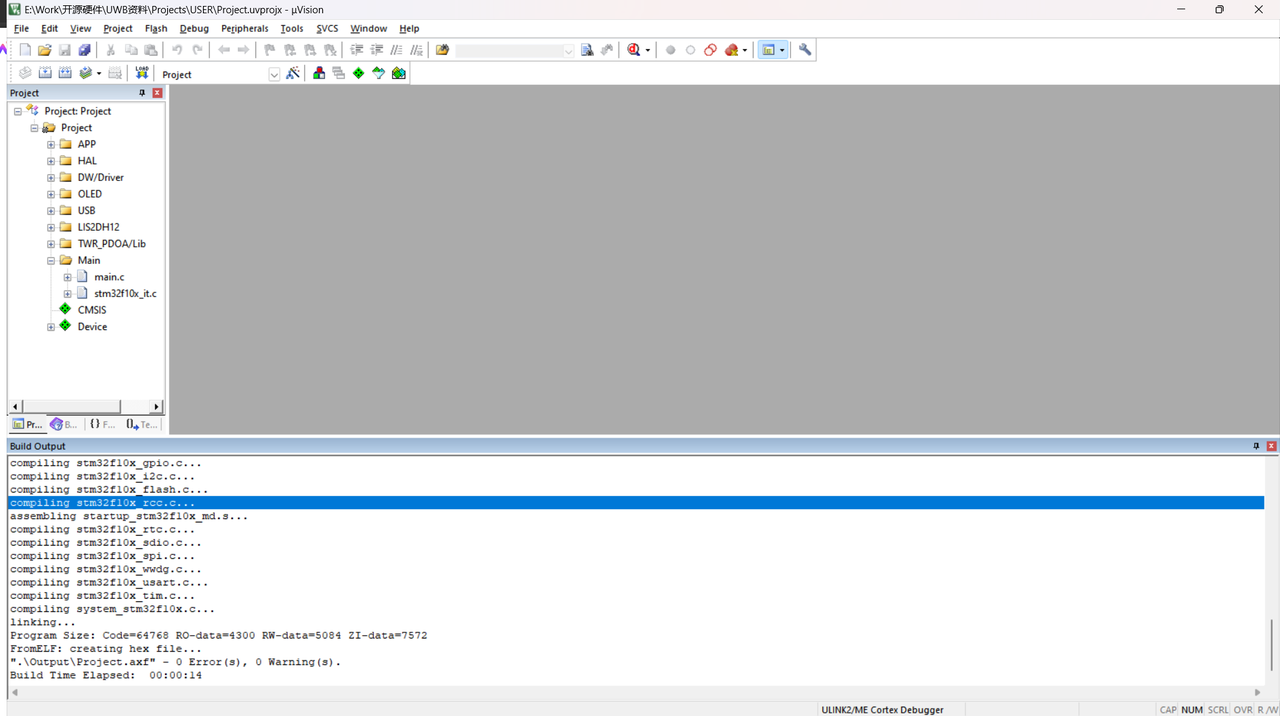 E:\Work\开源硬件\UWB资料\Projects\USER\Project.uvprojx - µVision
File Edit View Project Flash Debug Peripherals Tools SVCS Window Help
LOAD
Project
Project
Project: Project
Project
APP
HAL
DW/Driver
OLED
USB
LIS2DH12
TWR_PDOA/Lib
Main
main.c
stm32f10x_it.c
CMSIS
Device
Pr... B... {} F... Te...
Build Output
compiling stm32f10x_gpio.c...
compiling stm32f10x_i2c.c...
compiling stm32f10x_flash.c...
compiling stm32f10x_rcc.c...
assembling startup_stm32f10x_md.s...
compiling stm32f10x_rtc.c...
compiling stm32f10x_sdio.c...
compiling stm32f10x_spi.c...
compiling stm32f10x_wwdg.c...
compiling stm32f10x_usart.c...
compiling stm32f10x_tim.c...
compiling system_stm32f10x.c...
linking...
Program Size: Code=64768 RO-data=4300 RW-data=5084 ZI-data=7572
FromELF: creating hex file...
".\Output\Project.axf" - 0 Error(s), 0 Warning(s).
Build Time Elapsed:  00:00:14
ULINK2/ME Cortex Debugger CAP NUM SCRL OVR R /W